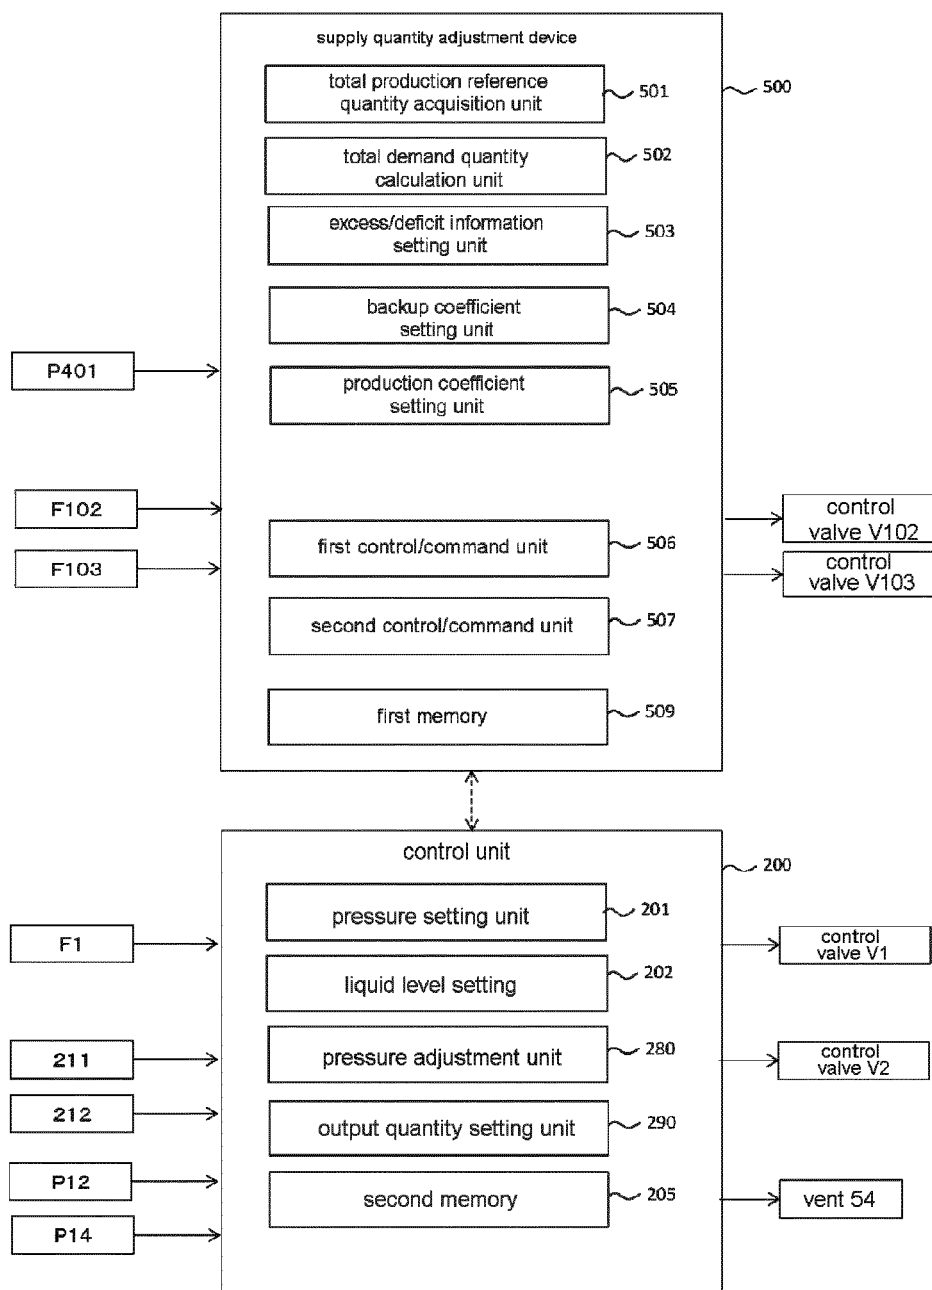 supply quantity adjustment device
total production reference
quantity acquisition unit
501
500
total demand quantity
calculation unit
502
excess/deficit information
setting unit
503
backup coefficient
setting unit
504
P401
production coefficient
setting unit
505
F102
control
valve V102
first control/command unit
506
F103
control
valve V103
second control/command unit
507
first memory
509
control unit
200
pressure setting unit
201
F1
control
valve V1
liquid level setting
202
211
pressure adjustment unit
280
control
valve V2
212
output quantity setting unit
290
P12
second memory
205
vent 54
P14